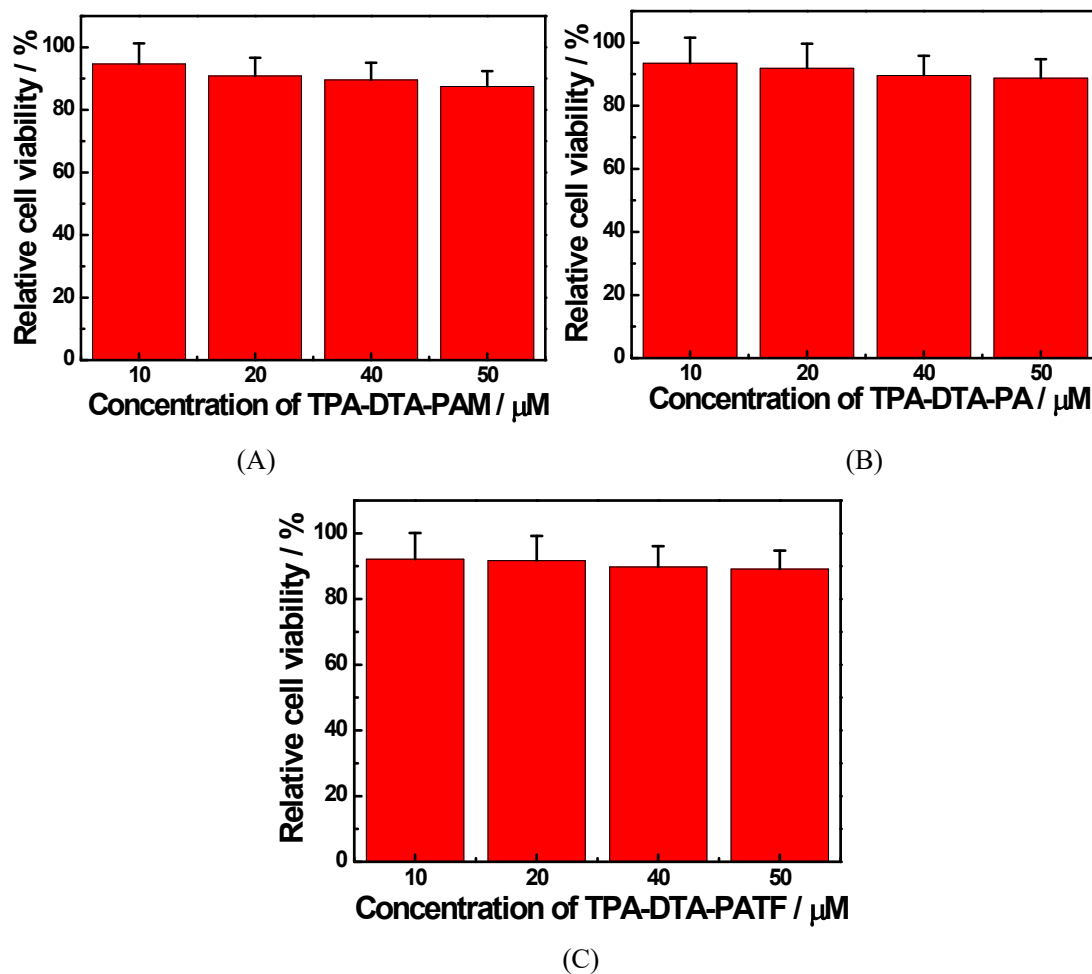 Relative cell viability / %
100
80
60
40
20
0
10 20 40 50
Concentration of TPA-DTA-PAM / μM
(A)
Relative cell viability / %
100
80
60
40
20
0
10 20 40 50
Concentration of TPA-DTA-PA / μM
(B)
Relative cell viability / %
100
80
60
40
20
0
10 20 40 50
Concentration of TPA-DTA-PATF / μM
(C)